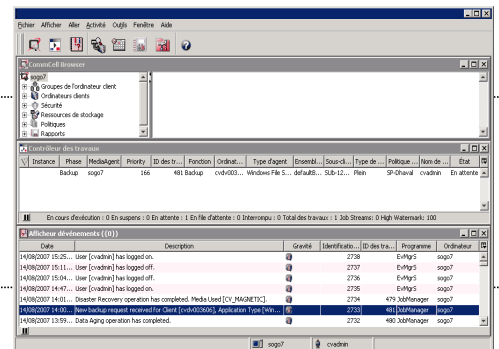 Fichier Afficher Aller Activité Outils Fenêtre Aide
CommCell Browser
sogo7
Groupes de l'ordinateur client
Ordinateurs clients
Sécurité
Ressources de stockage
Politiques
Rapports
Contrôleur des travaux
Instance Phase MediaAgent Priority ID des tr... Fonction Ordinat... Type d'agent Ensembl... Sous-cli... Type de ... Politique ... Nom de ... État
Backup sogo7 166 481 Backup cvdv003... Windows File S... defaultB... SUb-12... Plein SP-Dhaval cvadmin En attente
En cours d'exécution : 0 En suspens : 0 En attente : 1 En file d'attente : 0 Interrompu : 0 Total des travaux : 1 Job Streams: 0 High Watermark: 100
Afficheur dévénements ({0})
Date Description Gravité Identificatio... ID des tra... Programme Ordinateur
14/08/2007 15:25... User [cvadmin] has logged on. 2738 EvMgrS sogo7
14/08/2007 15:11... User [cvadmin] has logged off. 2737 EvMgrS sogo7
14/08/2007 15:04... User [cvadmin] has logged off. 2736 EvMgrS sogo7
14/08/2007 14:47... User [cvadmin] has logged on. 2735 EvMgrS sogo7
14/08/2007 14:01... Disaster Recovery operation has completed. Media Used [CV_MAGNETIC]. 2734 479 JobManager sogo7
14/08/2007 14:00... New backup request received for Client [cvdv003606], Application Type [Win... 2733 481 JobManager sogo7
14/08/2007 13:59... Data Aging operation has completed. 2732 480 JobManager sogo7
sogo7 cvadmin